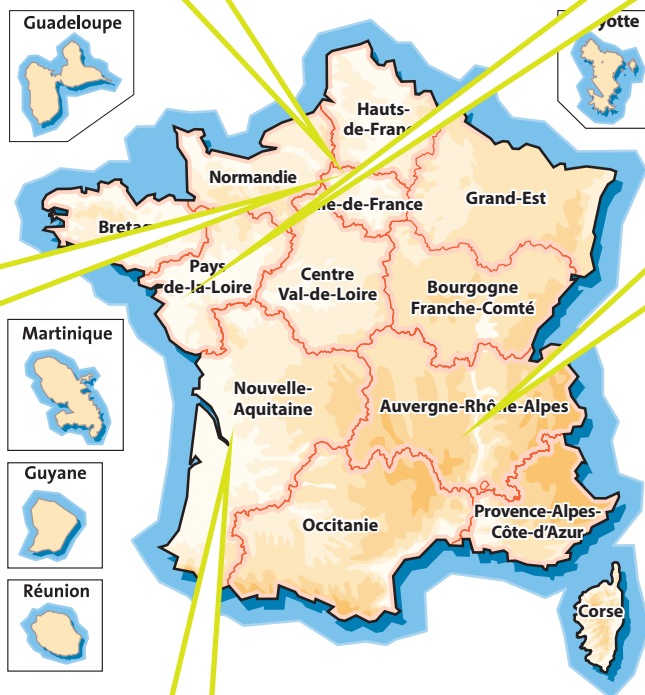 Guadeloupe
Hauts-
Normandie
Grand-Est
Pays
de-la-Loire
Centre
Val-de-Loire
Bourgogne
Franche-Comté
Martinique
Nouvelle-
Aquitaine
Auvergne-Rhône-Alpes
Guyane
Occitanie
Provence-Alpes-
Côte-d'Azur
Réunion
Corse